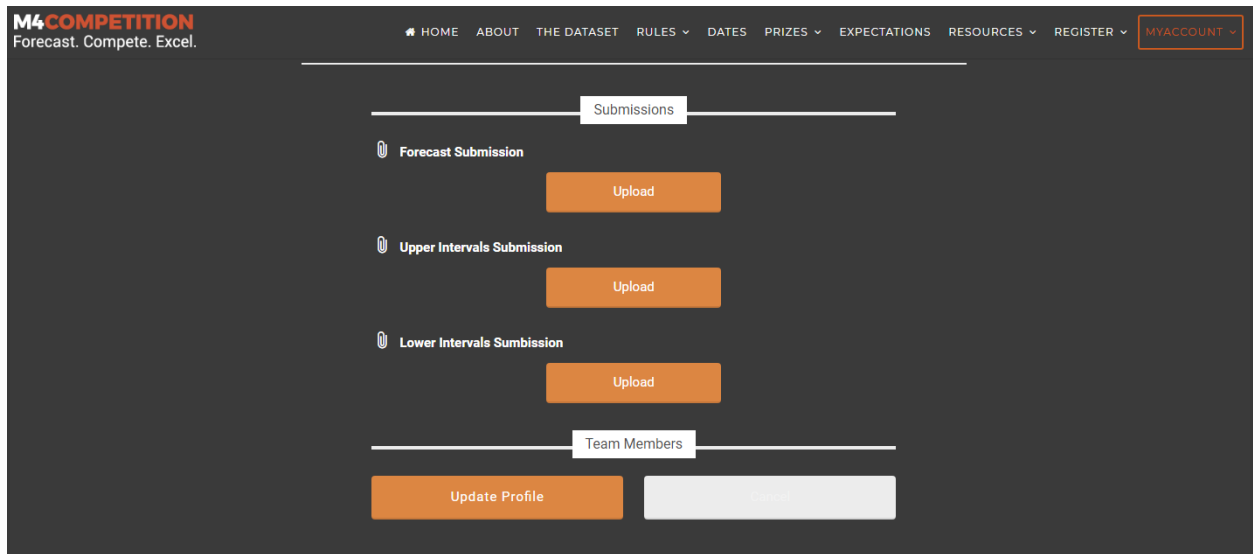 M4COMPETITION
Forecast. Compete. Excel.
HOME ABOUT THE DATASET RULES DATES PRIZES EXPECTATIONS RESOURCES REGISTER MYACCOUNT
Submissions
Forecast Submission
Upload
Upper Intervals Submission
Upload
Lower Intervals Sumbission
Upload
Team Members
Update Profile Cancel